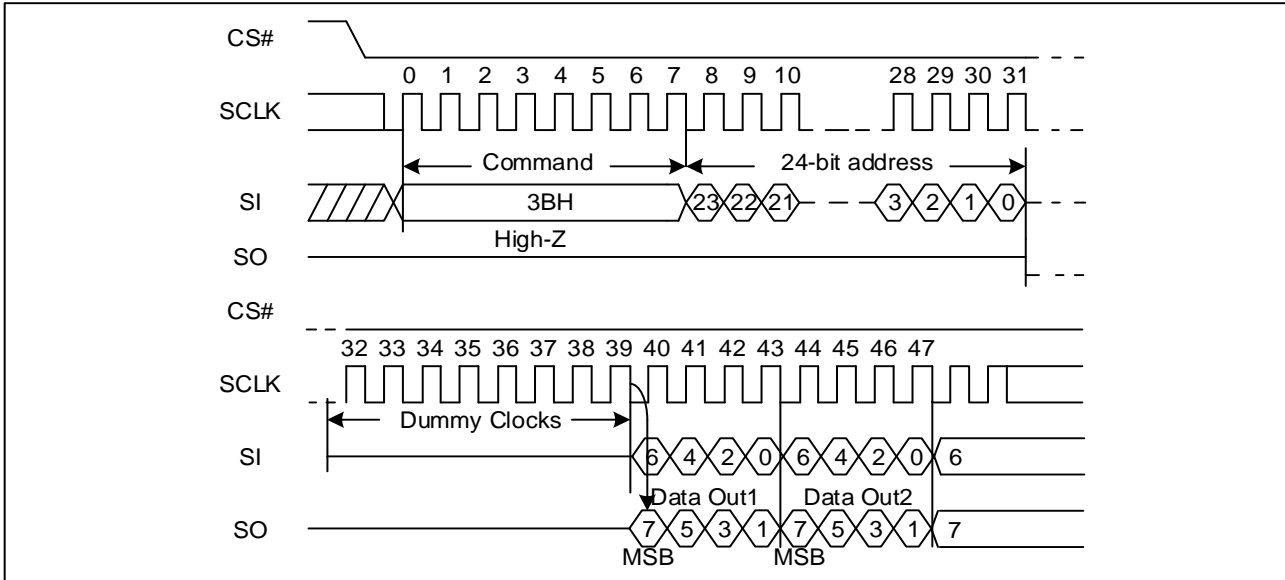 CS#
0 1 2 3 4 5 6 7 8 9 10 28 29 30 31
SCLK
Command 24-bit address
SI 3BH 23 22 21 3 2 1 0
High-Z
SO
CS#
32 33 34 35 36 37 38 39 40 41 42 43 44 45 46 47
SCLK
Dummy Clocks
SI 6 4 2 0 6 4 2 0 6
Data Out1 Data Out2
SO 7 5 3 1 7 5 3 1 7
MSB MSB